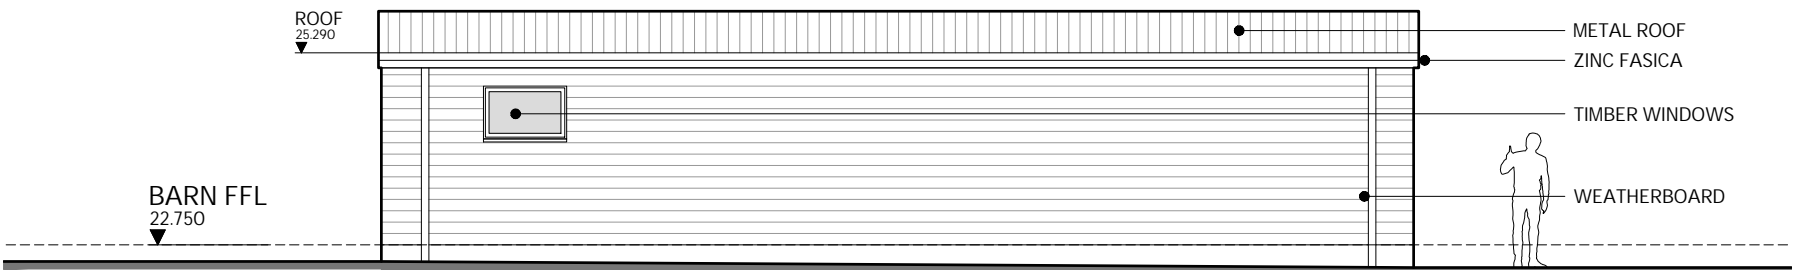 ROOF
25.290
METAL ROOF
ZINC FASICA
TIMBER WINDOWS
BARN FFL
22.750
WEATHERBOARD